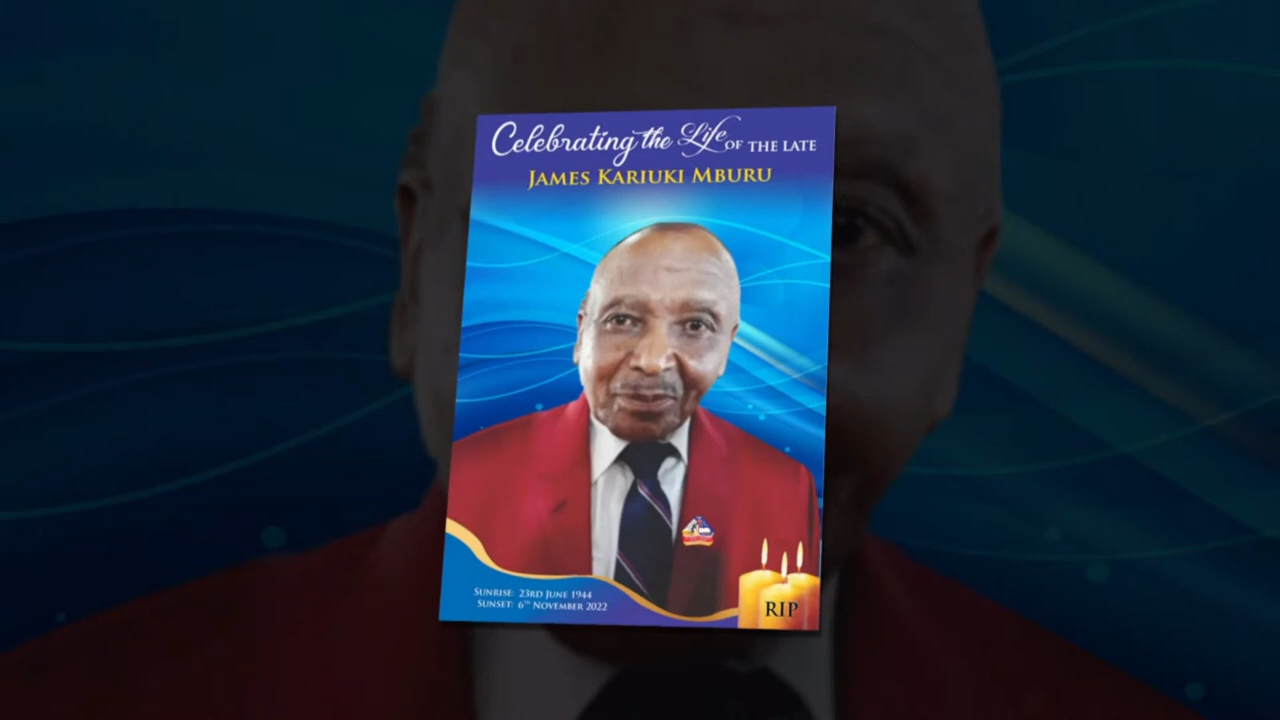 Celebrating the Life OF THE LATE
JAMES KARIUKI MBURU
SUNRISE: 23RD JUNE 1944
SUNSET: 6TH NOVEMBER 2022
RIP